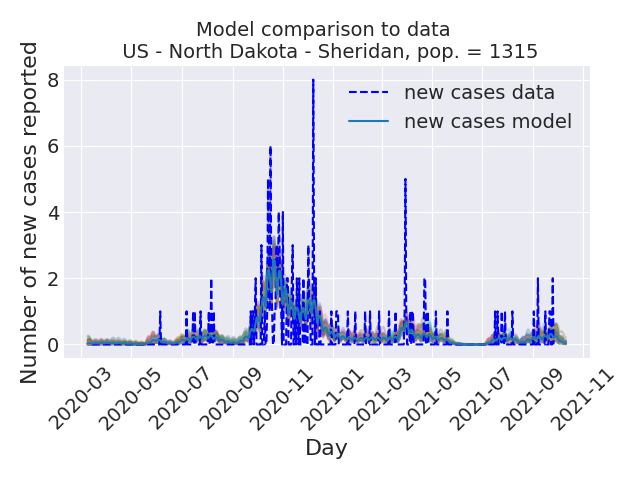 Model comparison to data
US - North Dakota - Sheridan, pop. = 1315
Number of new cases reported
8
6
4
2
0
new cases data
new cases model
2020-03
2020-05
2020-07
2020-09
2020-11
2021-01
2021-03
2021-05
2021-07
2021-09
2021-11
Day